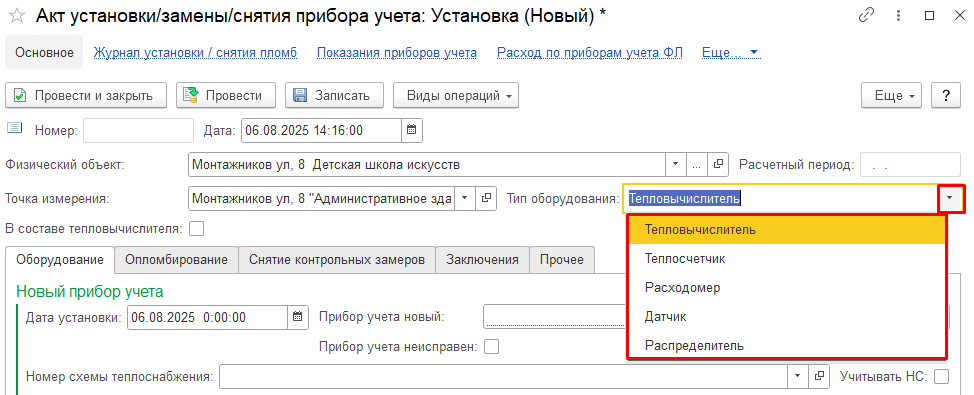 Акт установки/замены/снятия прибора учета: Установка (Новый) *
Основное Журнал установки / снятия пломб Показания приборов учета Расход по приборам учета ФЛ Еще...
Провести и закрыть Провести Записать Виды операций Еще ?
Номер: Дата: 06.08.2025 14:16:00
Физический объект: Монтажников ул, 8 Детская школа искусств ... Расчетный период: . .
Точка измерения: Монтажников ул, 8 "Административное зда Тип оборудования: Тепловычислитель
В составе тепловычислителя:
Тепловычислитель
Теплосчетчик
Расходомер
Датчик
Распределитель
Оборудование Опломбирование Снятие контрольных замеров Заключения Прочее
Новый прибор учета
Дата установки: 06.08.2025 0:00:00 Прибор учета новый:
Прибор учета неисправен:
Номер схемы теплоснабжения: Учитывать НС: